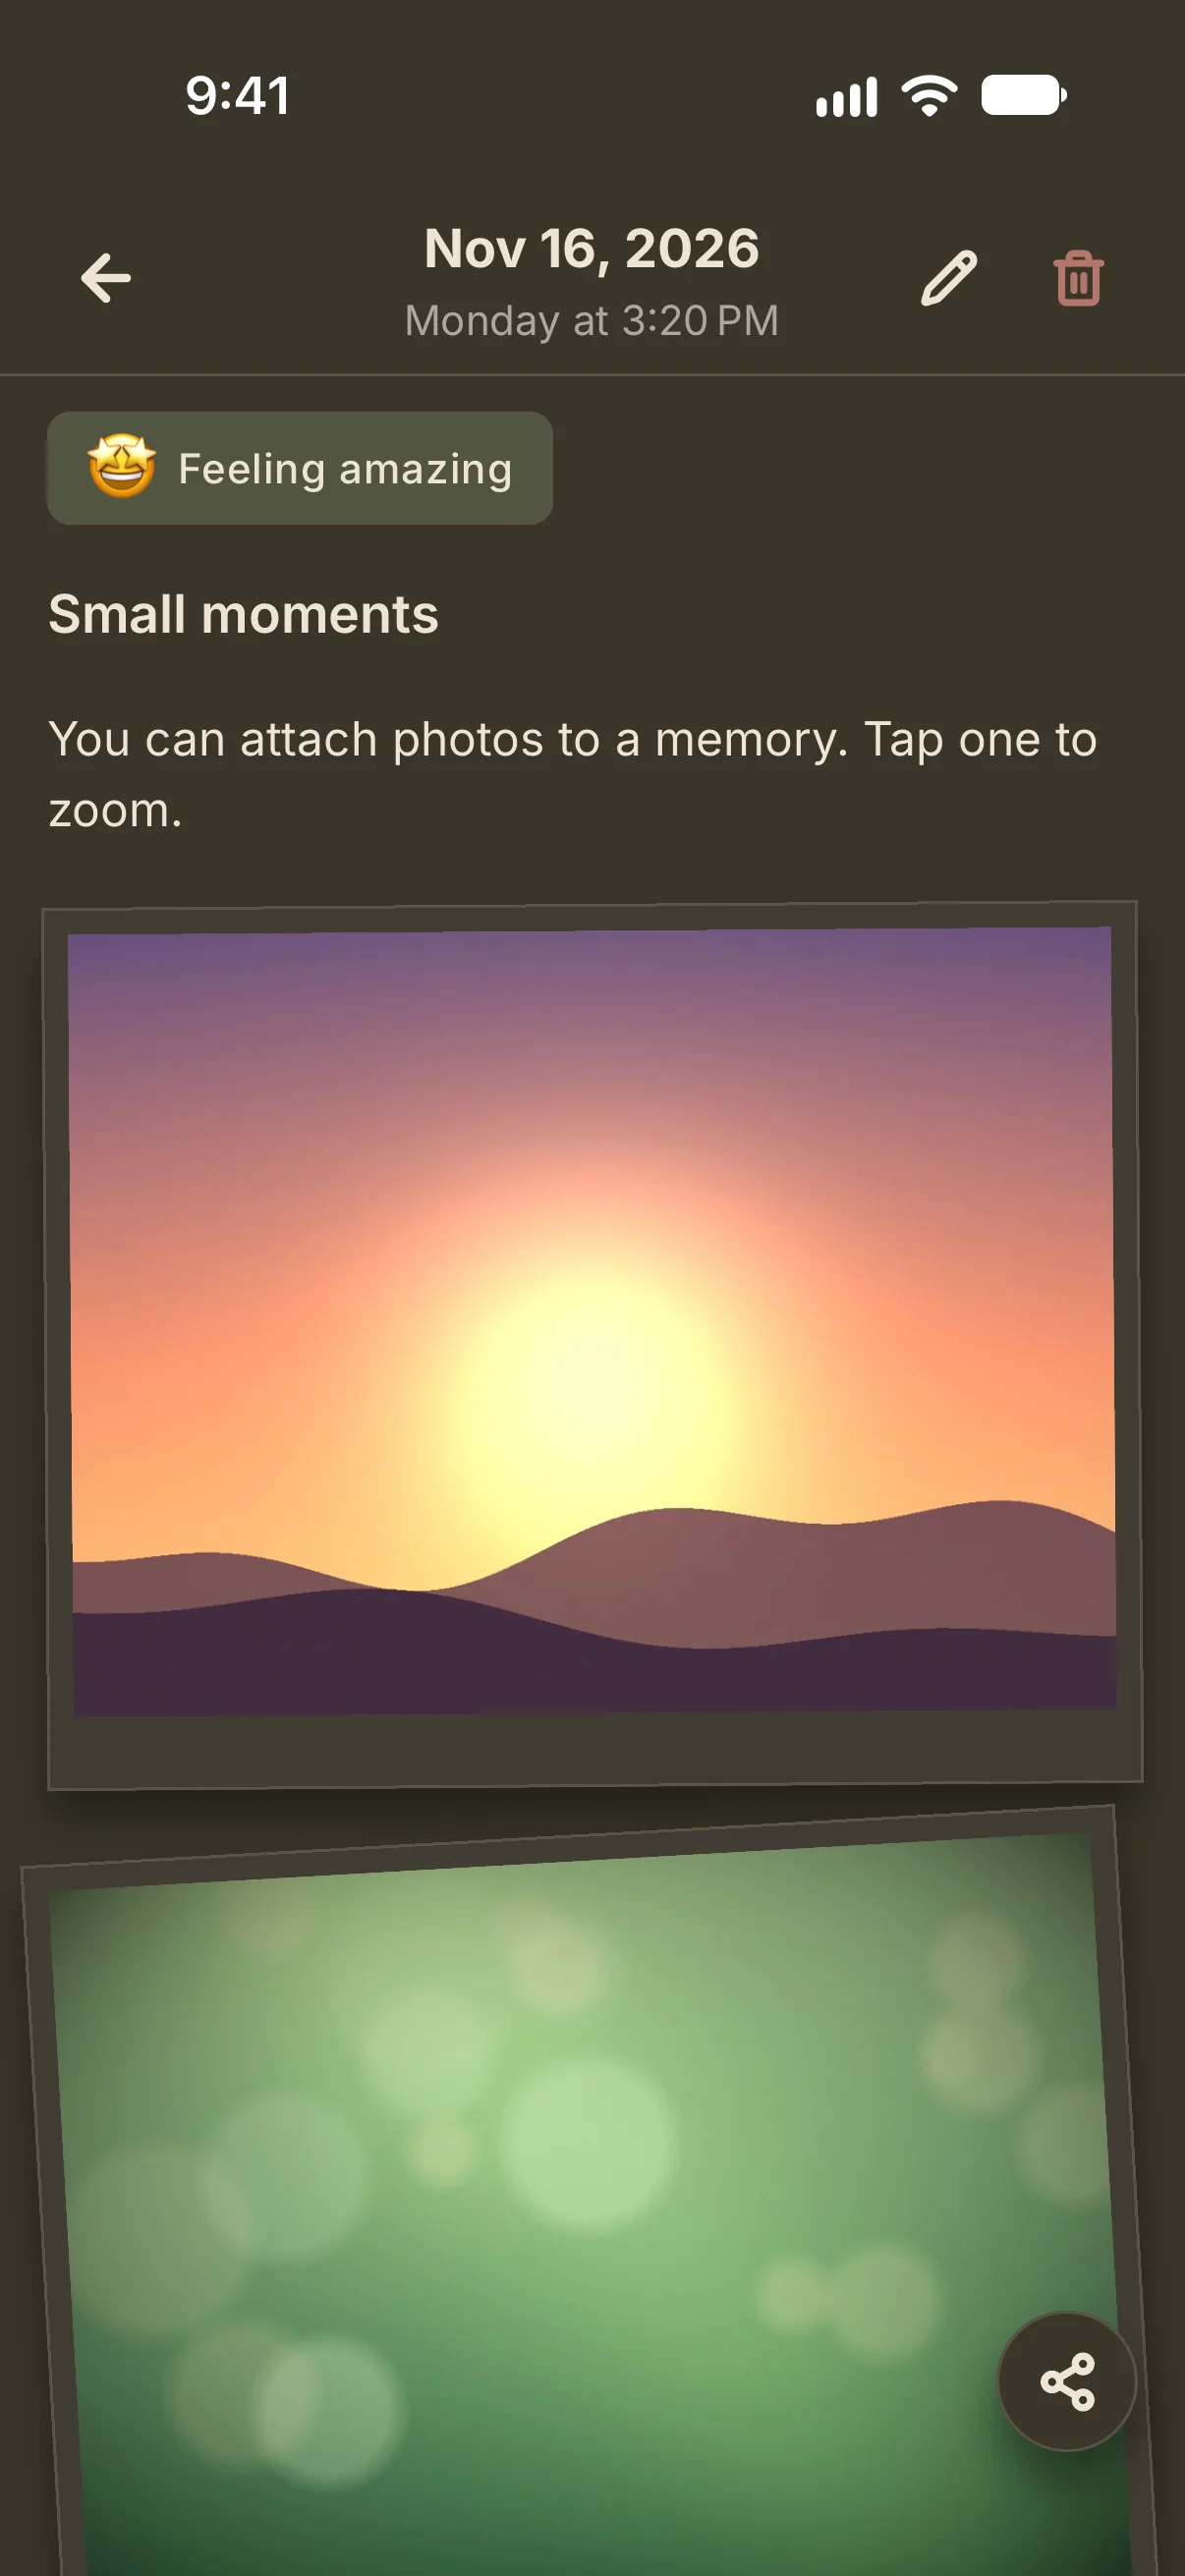 9:41
Nov 16, 2026
Monday at 3:20 PM
🤩 Feeling amazing
Small moments
You can attach photos to a memory. Tap one to
zoom.